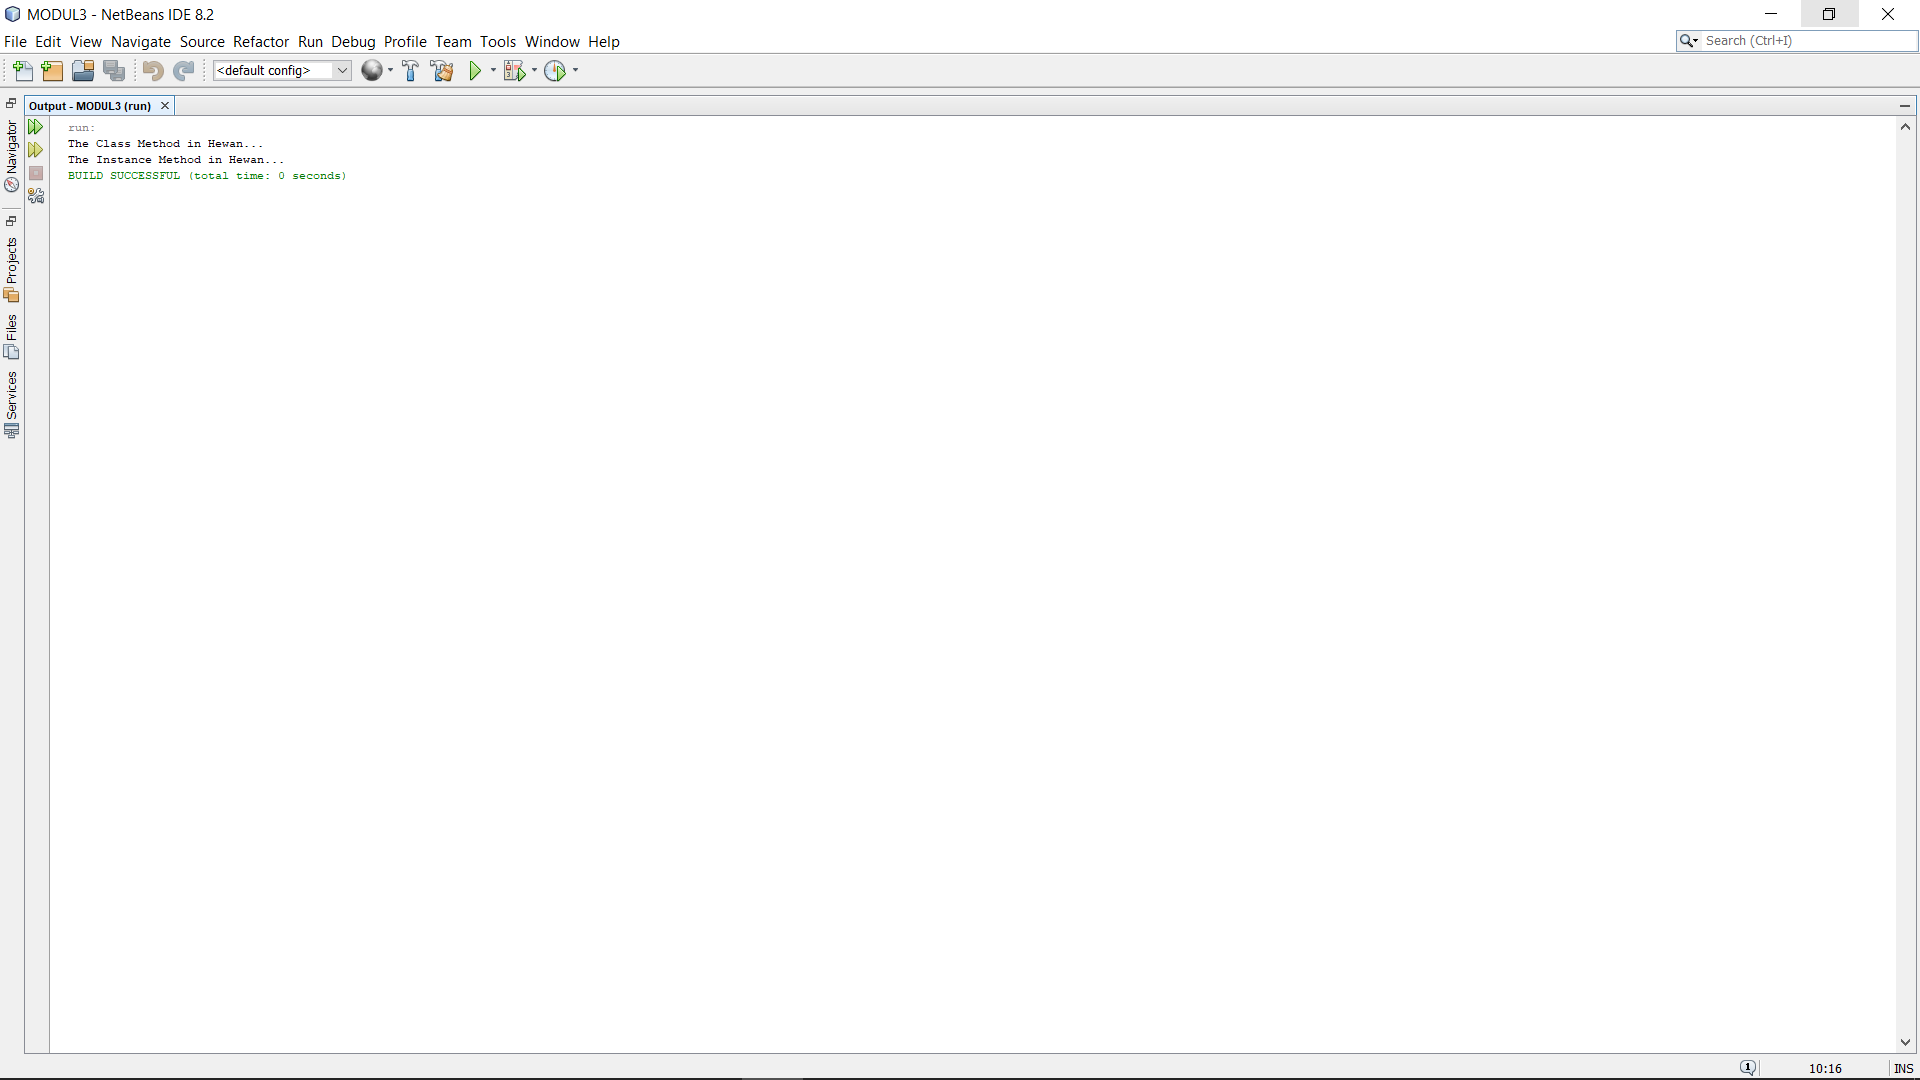 MODUL3 - NetBeans IDE 8.2
File Edit View Navigate Source Refactor Run Debug Profile Team Tools Window Help
Search (Ctrl+I)
<default config>
Output - MODUL3 (run)
run:
The Class Method in Hewan...
The Instance Method in Hewan...
BUILD SUCCESSFUL (total time: 0 seconds)
Navigator
Projects
Files
Services
1
10:16
INS